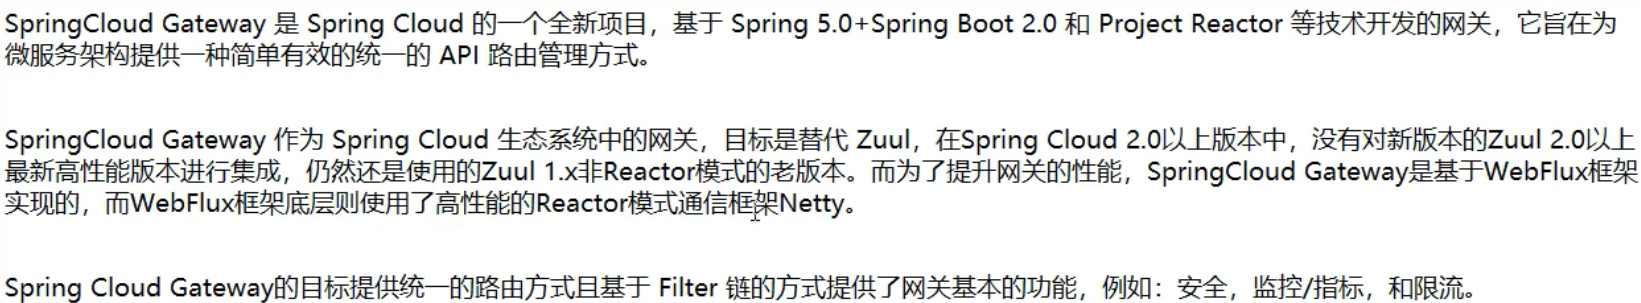 SpringCloud Gateway 是 Spring Cloud 的一个全新项目，基于 Spring 5.0+Spring Boot 2.0 和 Project Reactor 等技术开发的网关，它旨在为
微服务架构提供一种简单有效的统一的 API 路由管理方式。
SpringCloud Gateway 作为 Spring Cloud 生态系统中的网关，目标是替代 Zuul，在Spring Cloud 2.0以上版本中，没有对新版本的Zuul 2.0以上
最新高性能版本进行集成，仍然还是使用的Zuul 1.x非Reactor模式的老版本。而为了提升网关的性能，SpringCloud Gateway是基于WebFlux框架
实现的，而WebFlux框架底层则使用了高性能的Reactor模式通信框架Netty。
Spring Cloud Gateway的目标提供统一的路由方式且基于 Filter 链的方式提供了网关基本的功能，例如：安全，监控/指标，和限流。